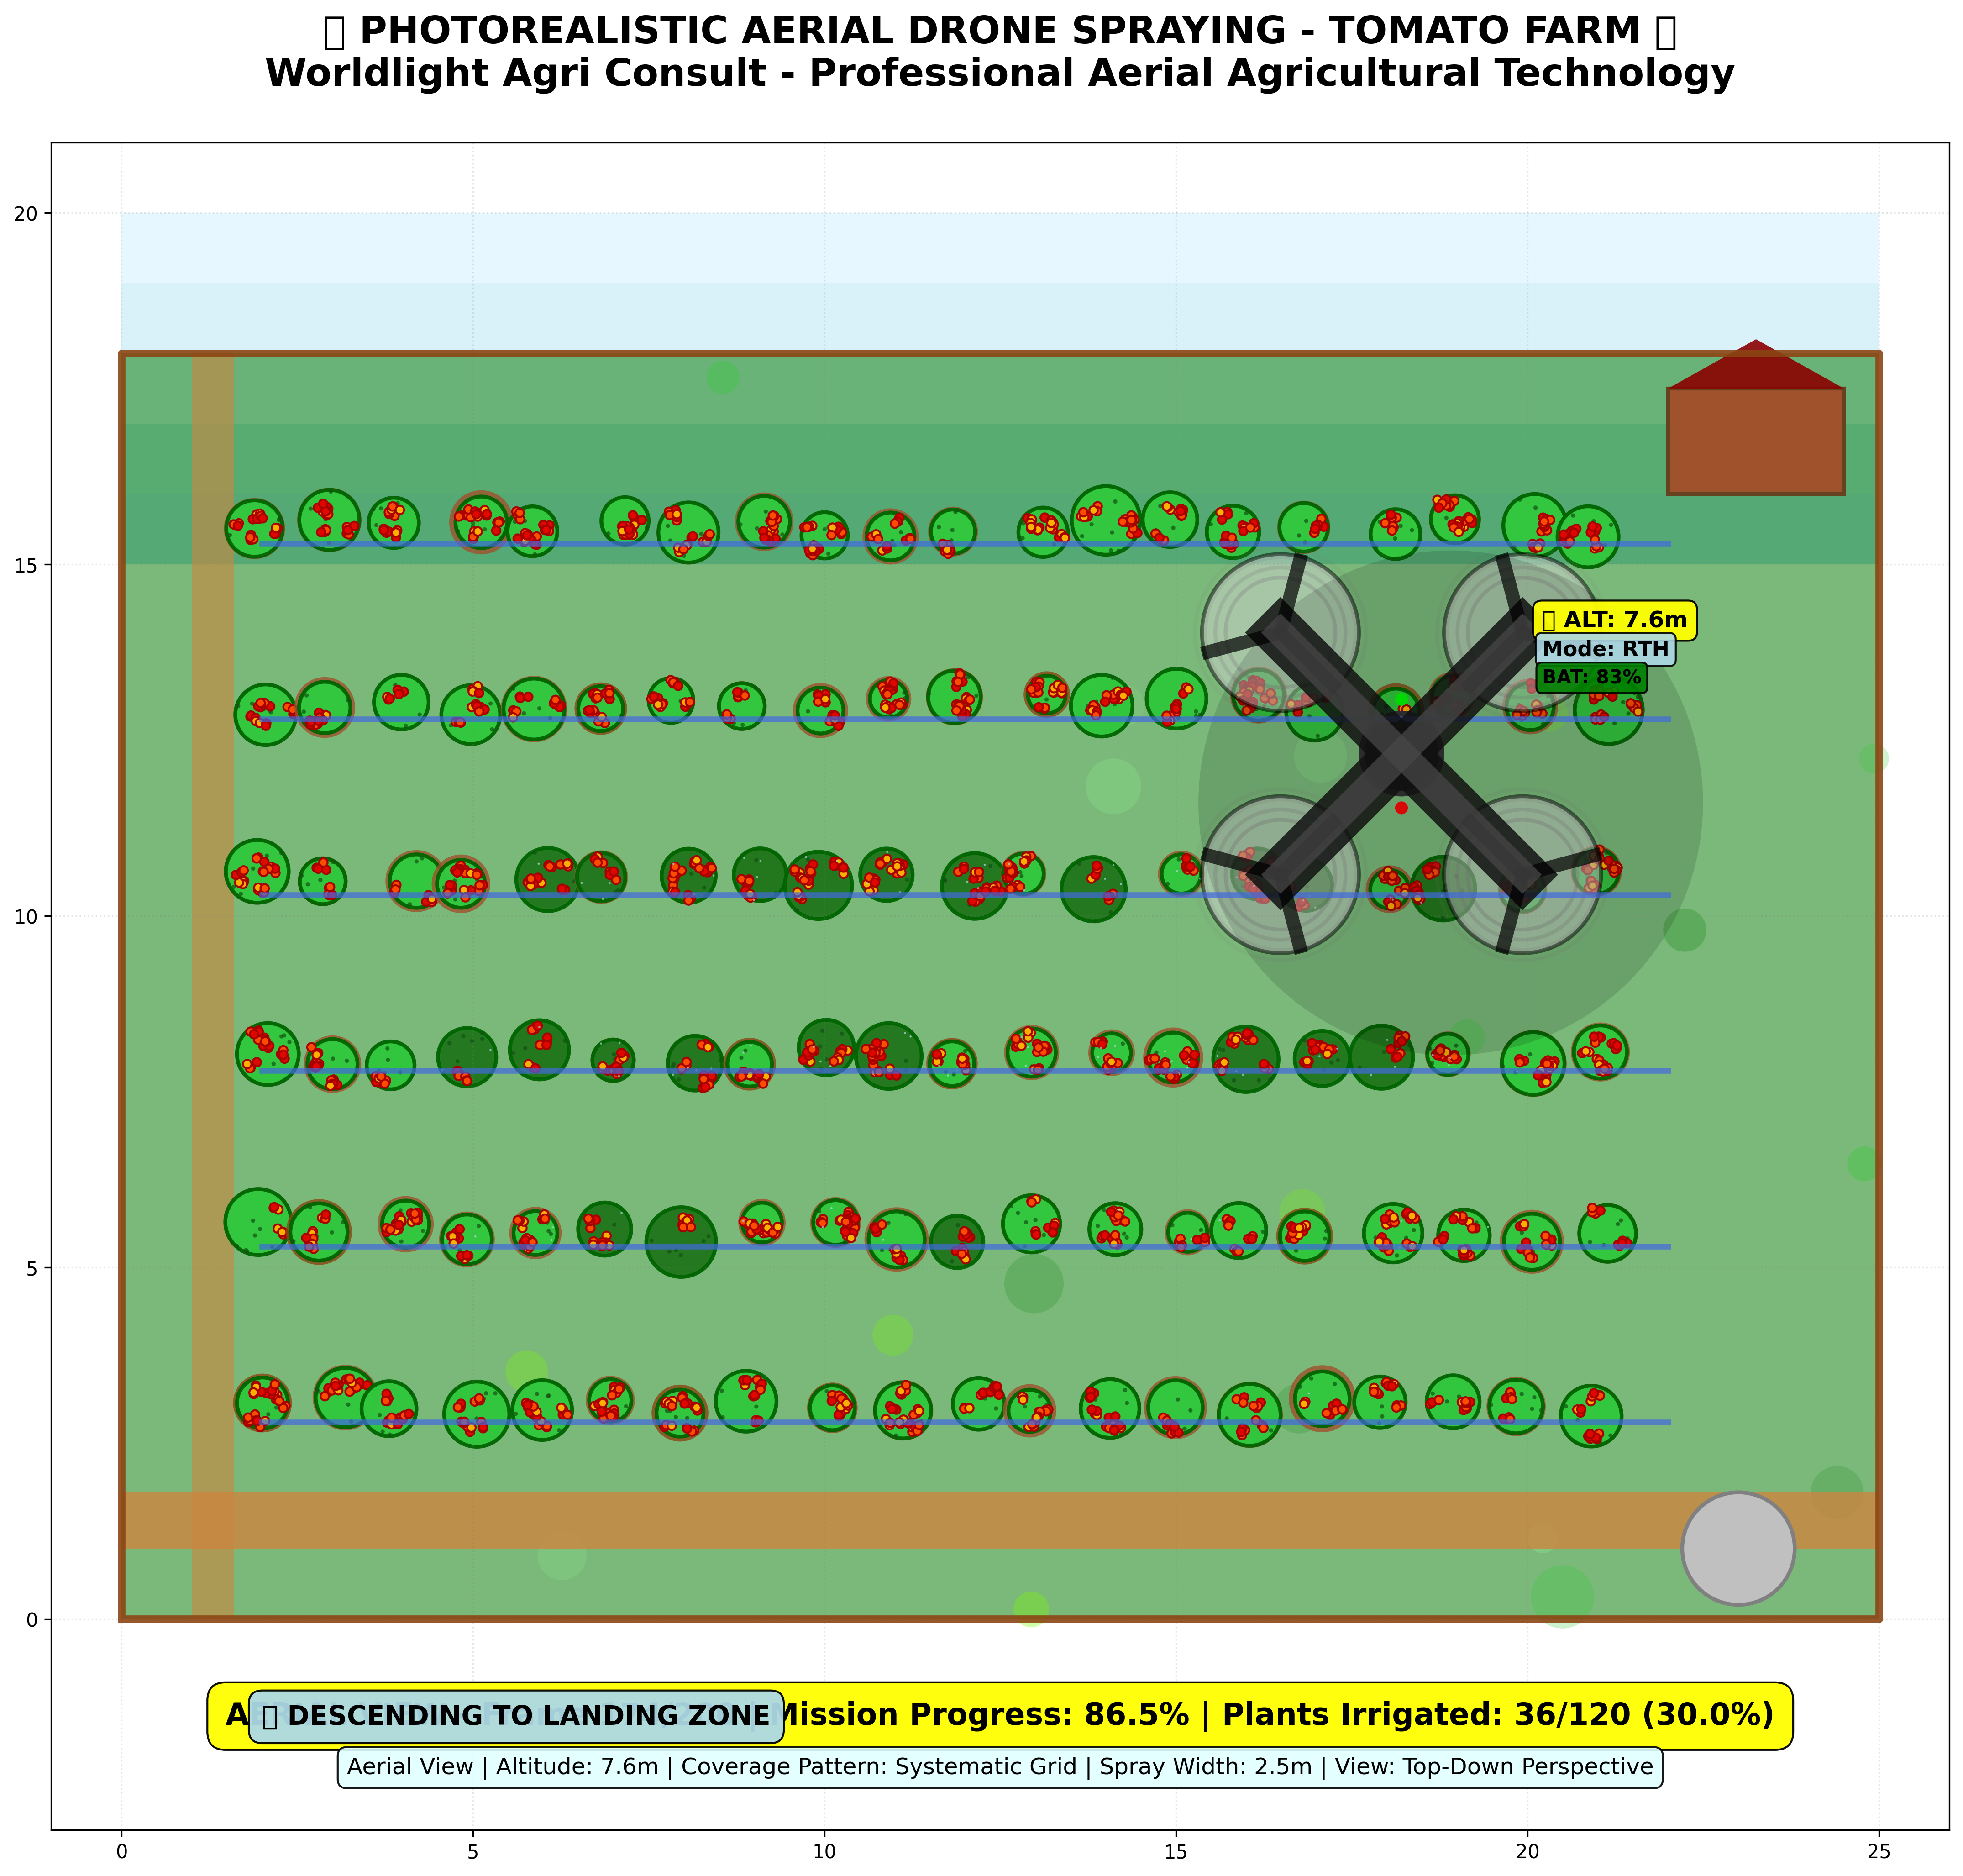 PHOTOREALISTIC AERIAL DRONE SPRAYING - TOMATO FARM
Worldlight Agri Consult - Professional Aerial Agricultural Technology
20
15
10
5
0
ALT: 7.6m
Mode: RTH
BAT: 83%
DESCENDING TO LANDING ZONE
Mission Progress: 86.5% | Plants Irrigated: 36/120 (30.0%)
Aerial View | Altitude: 7.6m | Coverage Pattern: Systematic Grid | Spray Width: 2.5m | View: Top-Down Perspective
0 5 10 15 20 25